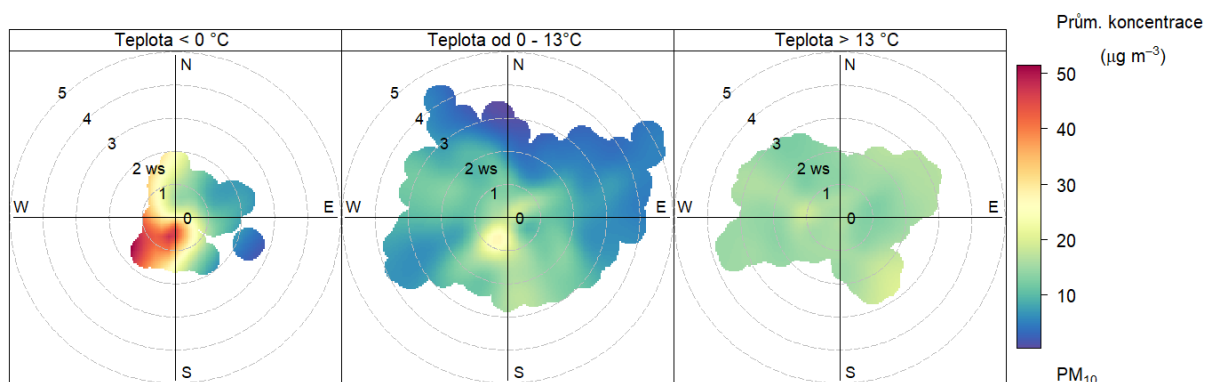 Teplota < 0 °C
N
5
4
3
2 ws
1
0
W
E
S
Teplota od 0 - 13°C
N
5
4
3
2 ws
1
0
W
E
S
Teplota > 13 °C
N
5
4
3
2 ws
1
0
W
E
S
Prům. koncentrace
(µg m⁻³)
50
40
30
20
10
PM₁₀